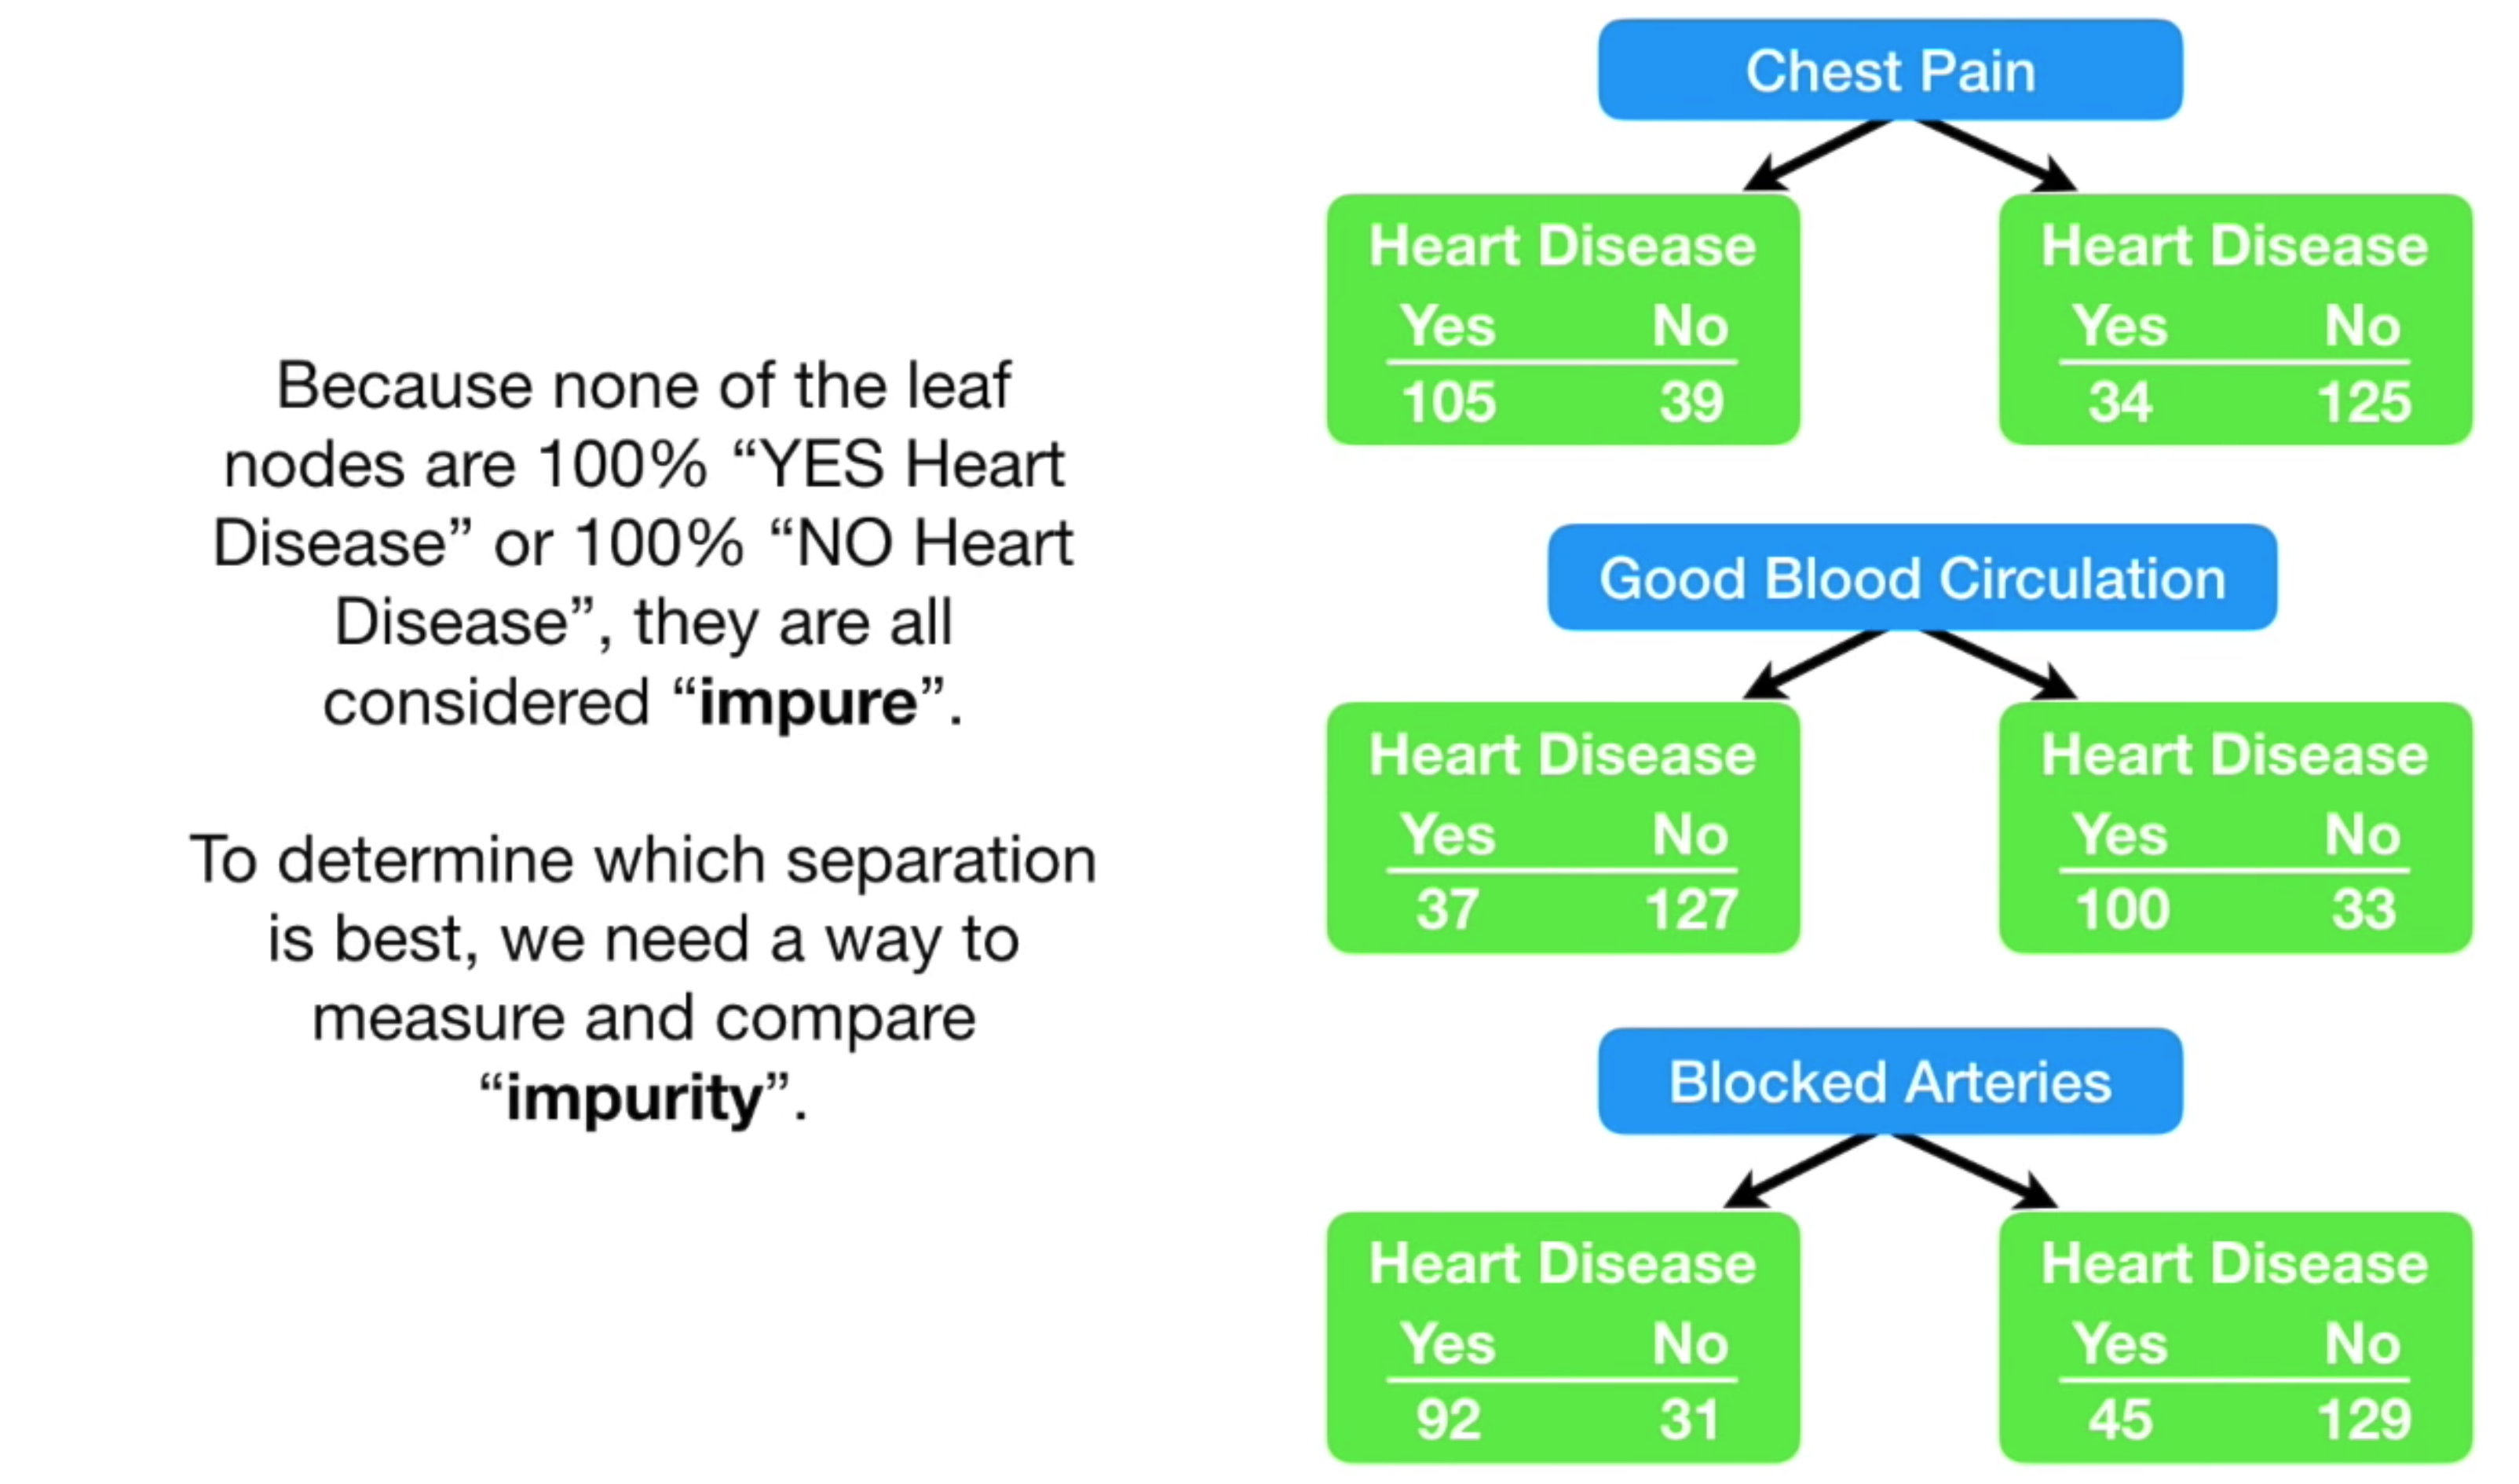 Because none of the leaf
nodes are 100% “YES Heart
Disease” or 100% “NO Heart
Disease”, they are all
considered “impure”.
To determine which separation
is best, we need a way to
measure and compare
“impurity”.
Chest Pain
Heart Disease
Yes No
105 39
Heart Disease
Yes No
34 125
Good Blood Circulation
Heart Disease
Yes No
37 127
Heart Disease
Yes No
100 33
Blocked Arteries
Heart Disease
Yes No
92 31
Heart Disease
Yes No
45 129